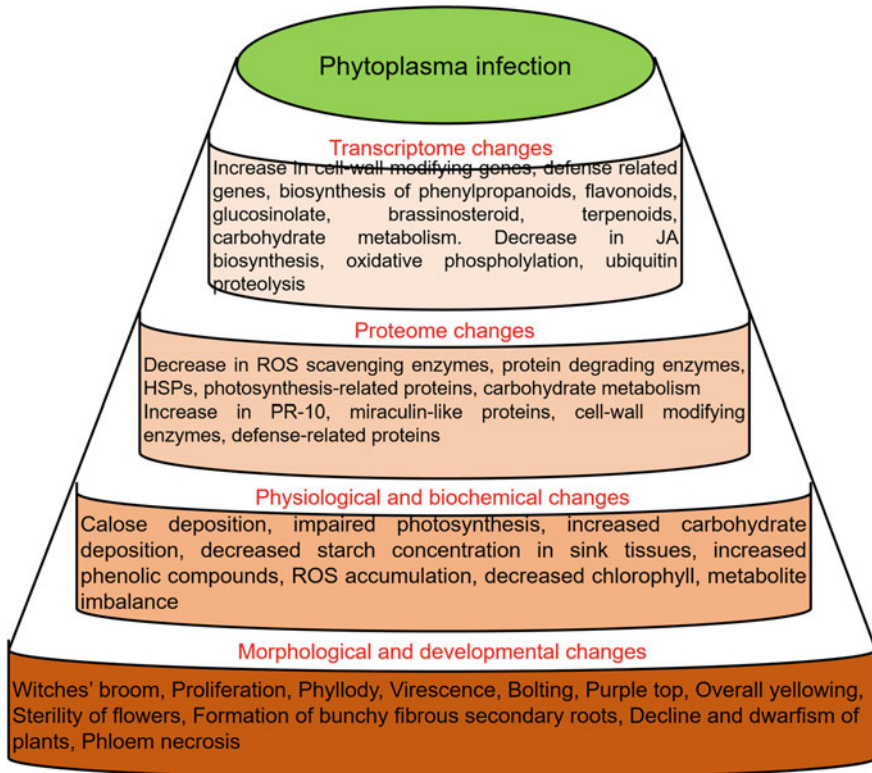 Phytoplasma infection
Transcriptome changes
Increase in cell-wall modifying genes, defense related
genes, biosynthesis of phenylpropanoids, flavonoids,
glucosinolate, brassinosteroid, terpenoids,
carbohydrate metabolism. Decrease in JA
biosynthesis, oxidative phospholylation, ubiquitin
proteolysis
Proteome changes
Decrease in ROS scavenging enzymes, protein degrading enzymes,
HSPs, photosynthesis-related proteins, carbohydrate metabolism
Increase in PR-10, miraculin-like proteins, cell-wall modifying
enzymes, defense-related proteins
Physiological and biochemical changes
Calose deposition, impaired photosynthesis, increased carbohydrate
deposition, decreased starch concentration in sink tissues, increased
phenolic compounds, ROS accumulation, decreased chlorophyll, metabolite
imbalance
Morphological and developmental changes
Witches' broom, Proliferation, Phyllody, Virescence, Bolting, Purple top, Overall yellowing,
Sterility of flowers, Formation of bunchy fibrous secondary roots, Decline and dwarfism of
plants, Phloem necrosis